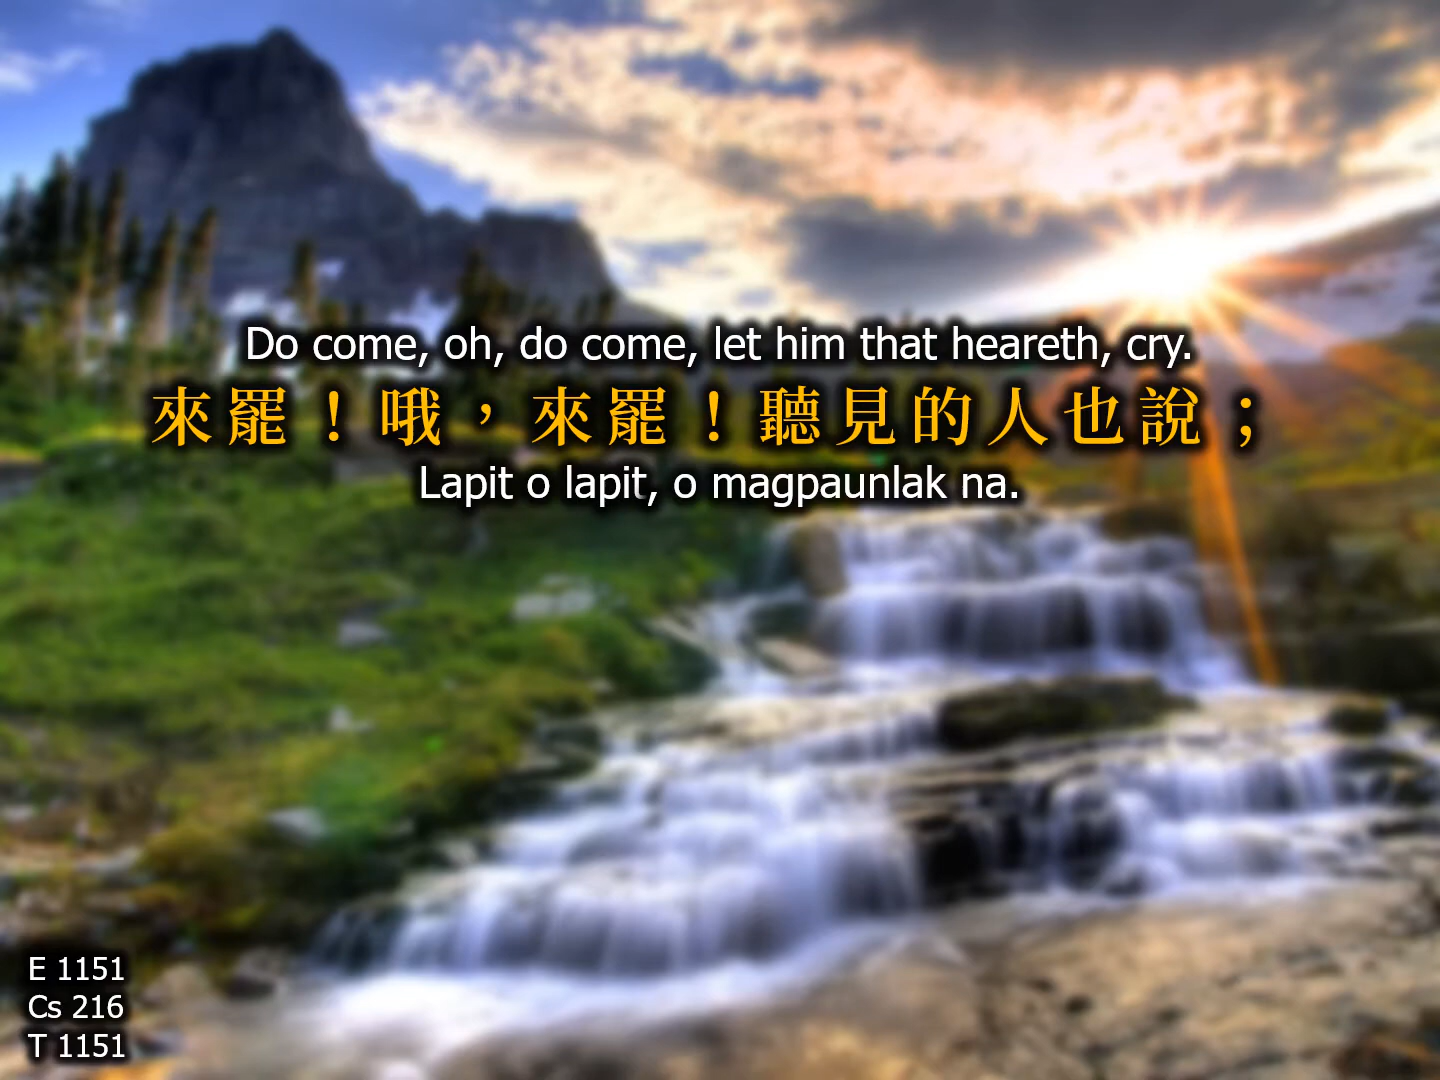 Do come, oh, do come, let him that heareth, cry.
來罷！哦，來罷！聽見的人也說；
Lapit o lapit, o magpaunlak na.
E 1151
Cs 216
T 1151